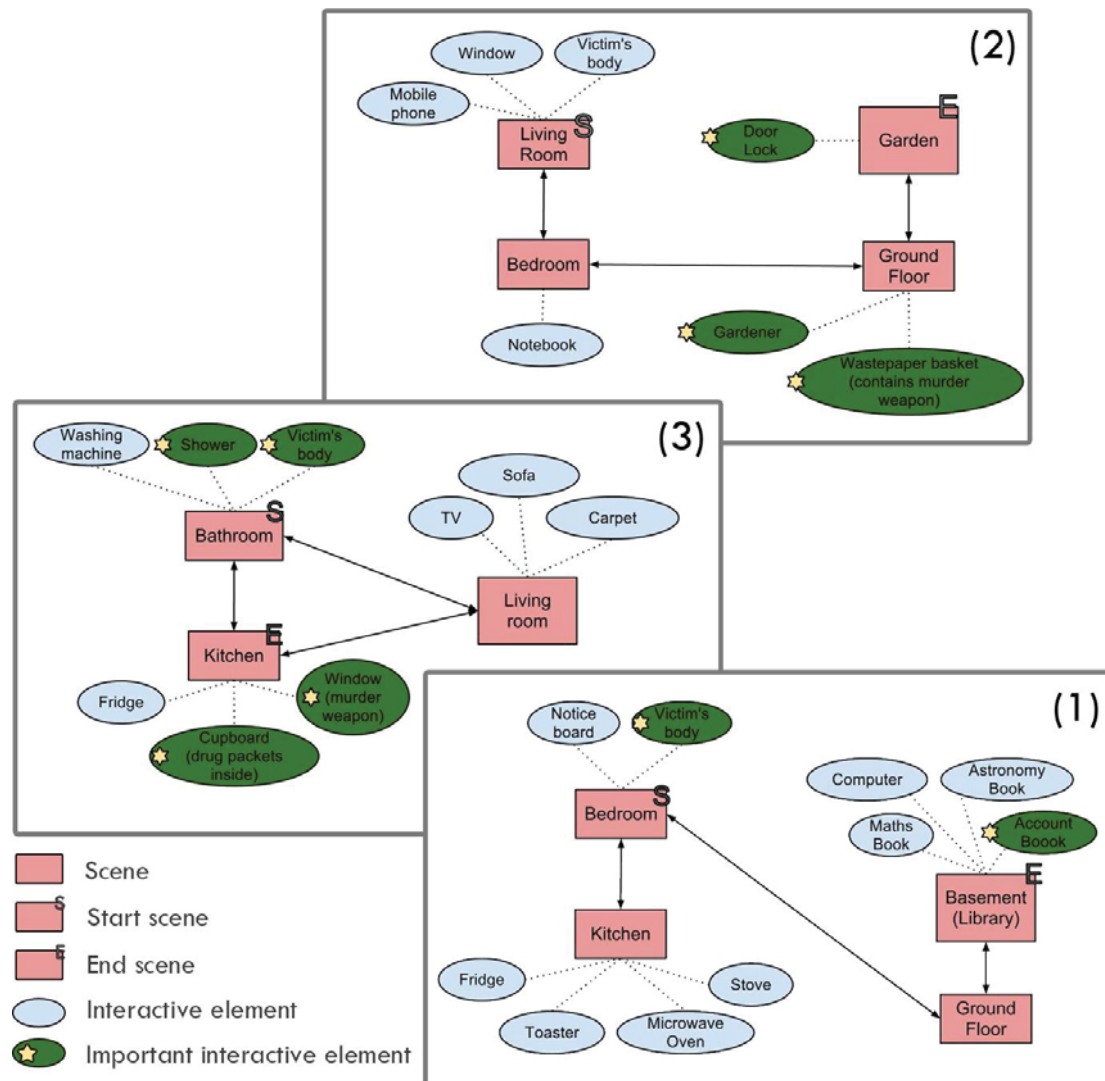 (2)
Window
Victim's
body
Mobile
phone
S
Living
Room
Door
Lock
E
Garden
Bedroom
Ground
Floor
Notebook
Gardener
Wastepaper basket
(contains murder
weapon)
(3)
Washing
machine
Shower
Victim's
body
Sofa
TV
Carpet
S
Bathroom
Living
room
E
Kitchen
Fridge
Window
(murder
weapon)
Cupboard
(drug packets
inside)
(1)
Notice
board
Victim's
body
Computer
Astronomy
Book
Maths
Book
Account
Boook
S
Bedroom
E
Basement
(Library)
Kitchen
Fridge
Stove
Toaster
Microwave
Oven
Ground
Floor
Scene
S
Start scene
E
End scene
Interactive element
Important interactive element